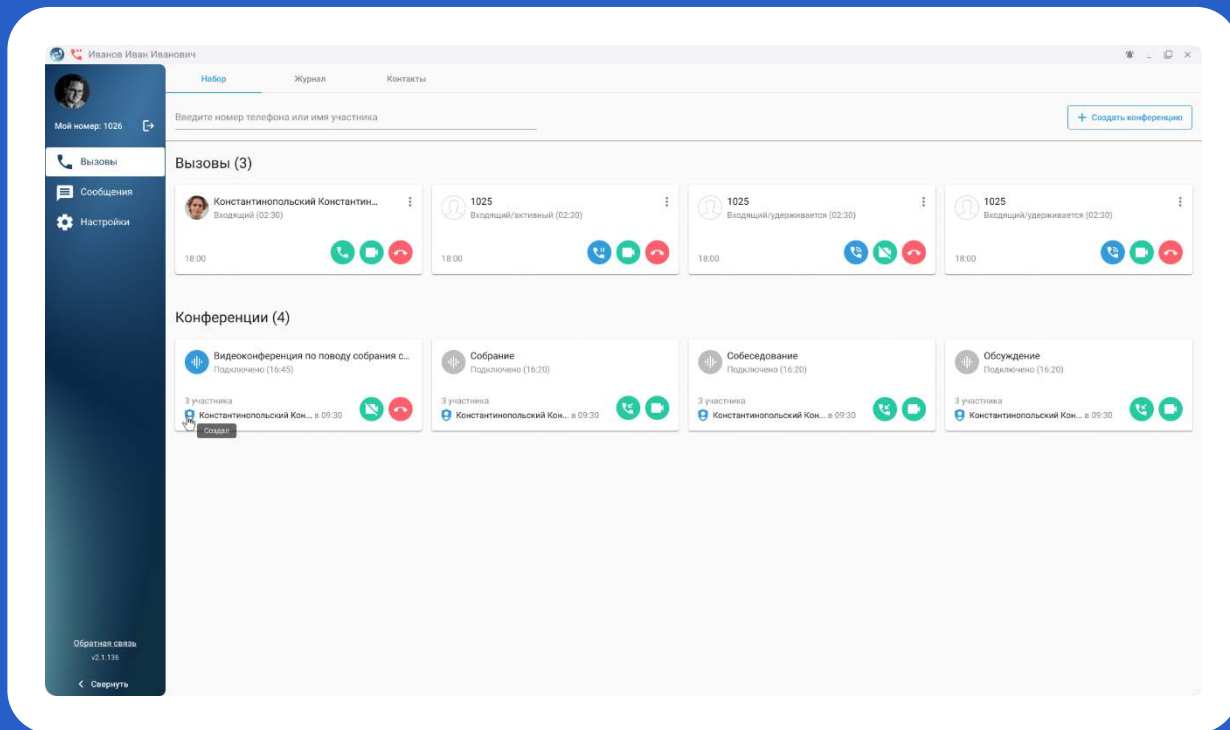 Иванов Иван Иванович
Мой номер: 1026
Вызовы
Сообщения
Настройки
Обратная связь
v2.1.136
Свернуть
Набор Журнал Контакты
Введите номер телефона или имя участника
+ Создать конференцию
Вызовы (3)
Константинопольский Константин...
Входящий (02:30)
18:00
1025
Входящий/активный (02:30)
18:00
1025
Входящий/удерживается (02:30)
18:00
1025
Входящий/удерживается (02:30)
18:00
Конференции (4)
Видеоконференция по поводу собрания с...
Подключено (16:45)
3 участника
Константинопольский Кон... в 09:30
Создал
Собрание
Подключено (16:20)
3 участника
Константинопольский Кон... в 09:30
Собеседование
Подключено (16:20)
3 участника
Константинопольский Кон... в 09:30
Обсуждение
Подключено (16:20)
3 участника
Константинопольский Кон... в 09:30